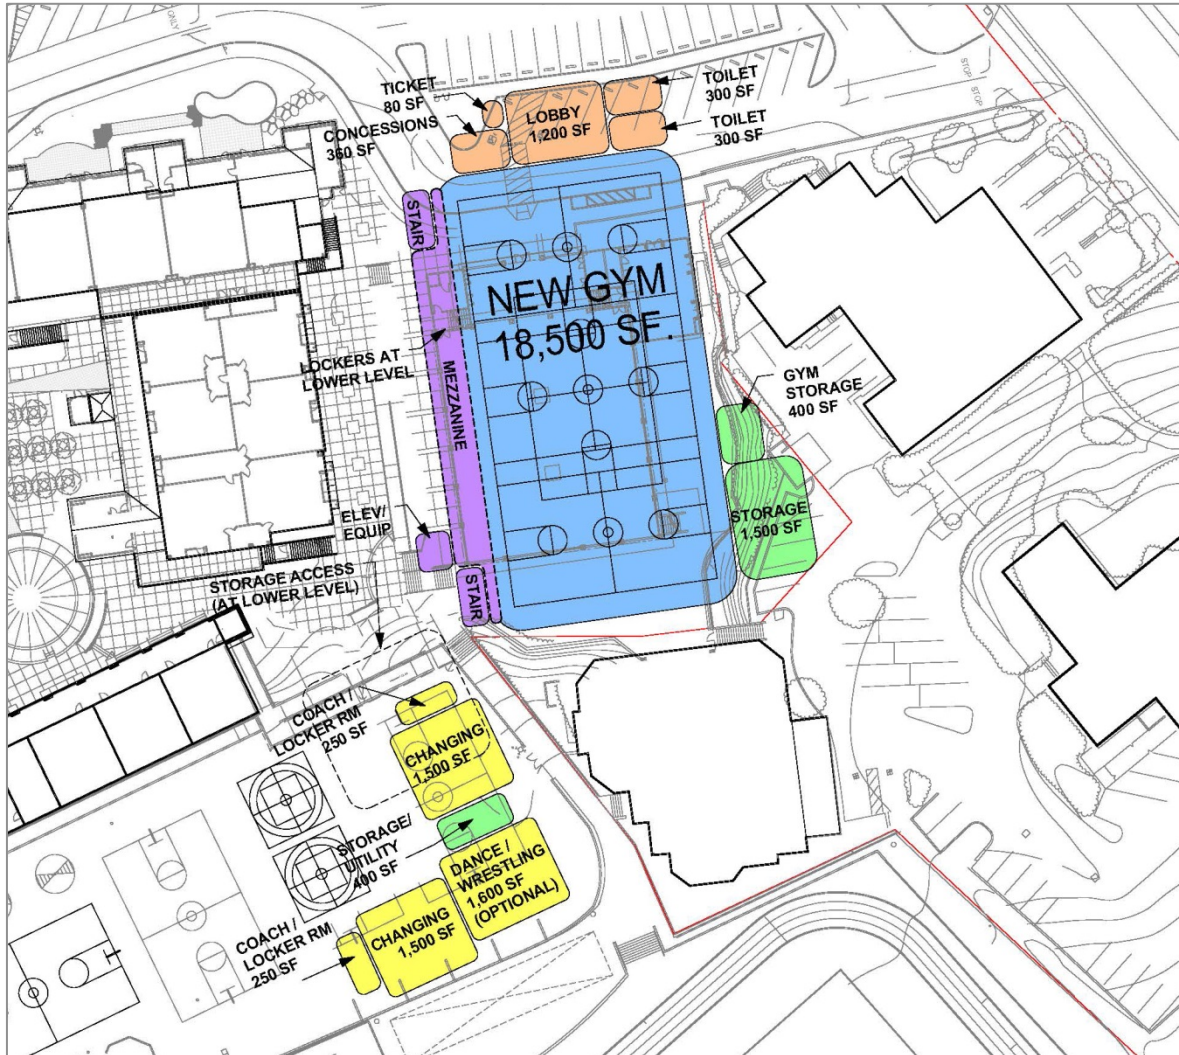 ONLY
STOP
STOP
TICKET
80 SF
CONCESSIONS
360 SF
LOBBY
1,200 SF
TOILET
300 SF
TOILET
300 SF
STAIR
NEW GYM
18,500 SF.
LOCKERS AT
LOWER LEVEL
MEZZANINE
GYM
STORAGE
400 SF
STORAGE
1,500 SF
ELEV/
EQUIP
STORAGE ACCESS
(AT LOWER LEVEL)
STAIR
COACH /
LOCKER RM
250 SF
CHANGING
1,500 SF
STORAGE/
UTILITY
400 SF
DANCE /
WRESTLING
1,600 SF
(OPTIONAL)
COACH /
LOCKER RM
250 SF
CHANGING
1,500 SF